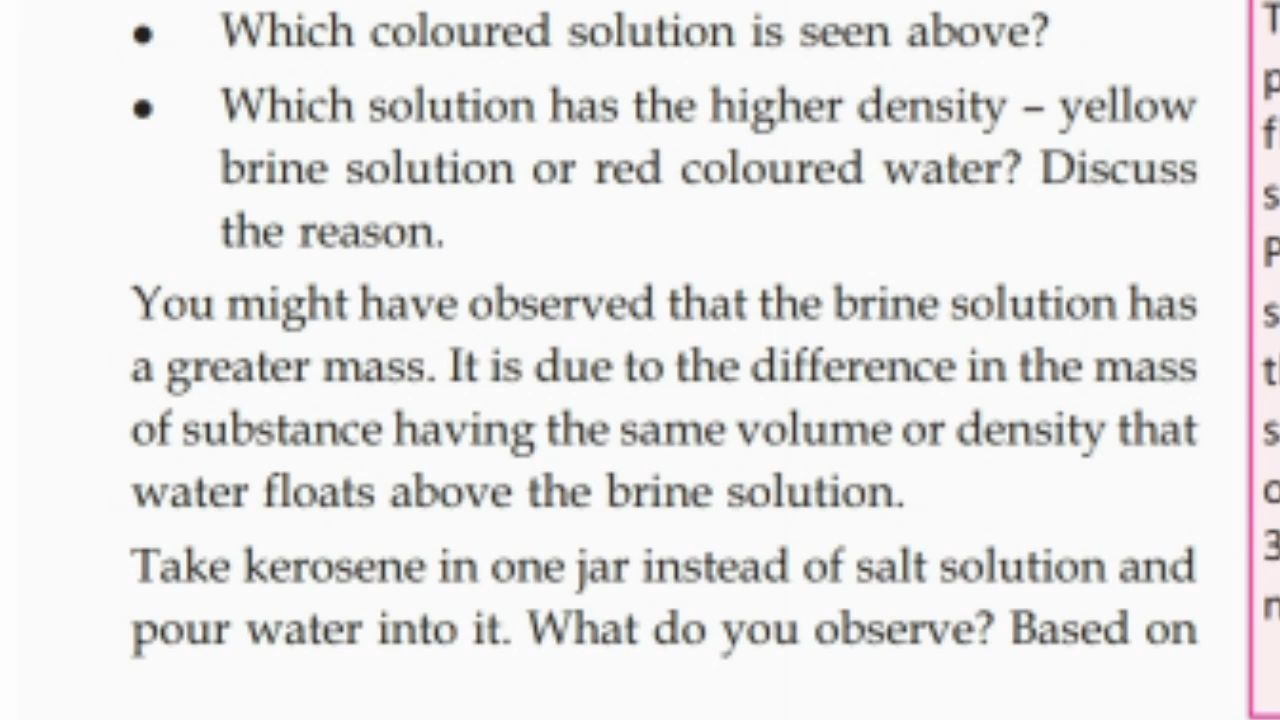 • Which coloured solution is seen above?
• Which solution has the higher density – yellow
brine solution or red coloured water? Discuss
the reason.
You might have observed that the brine solution has
a greater mass. It is due to the difference in the mass
of substance having the same volume or density that
water floats above the brine solution.
Take kerosene in one jar instead of salt solution and
pour water into it. What do you observe? Based on